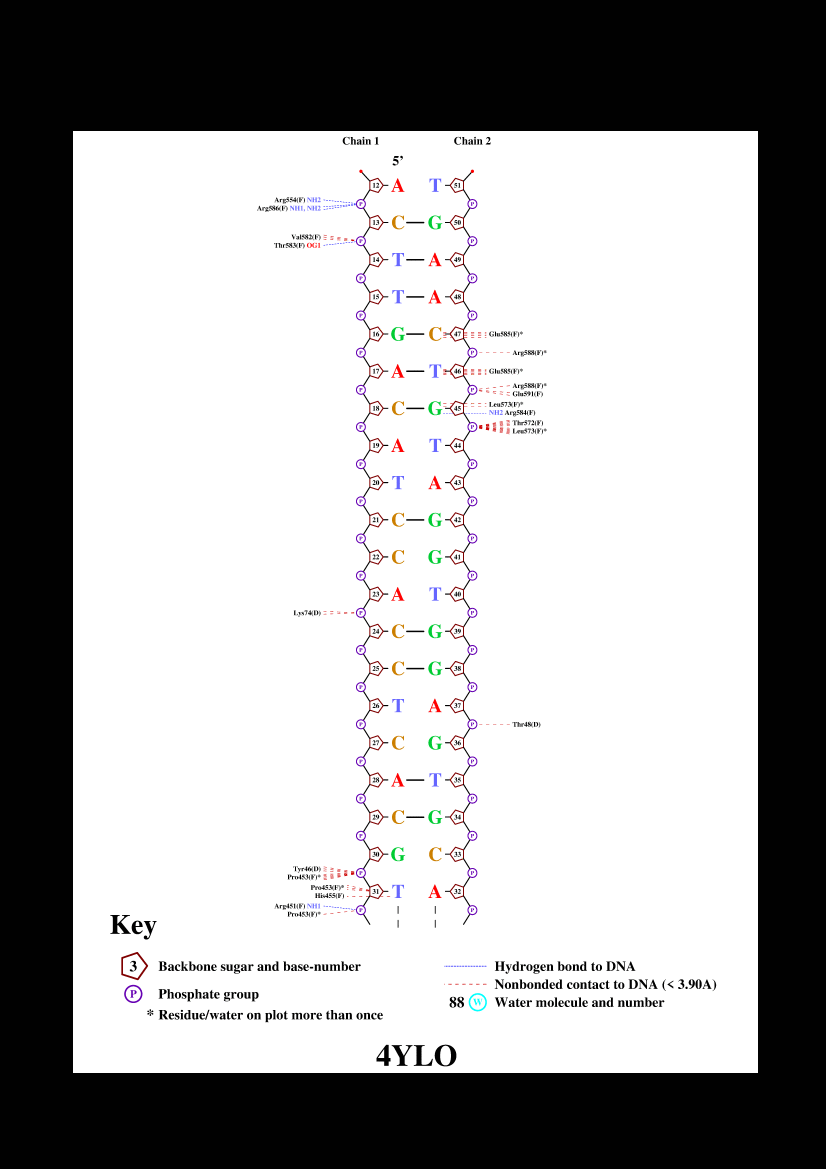 Chain 1 Chain 2
5'
12 A T 51
Arg554(F) NH2 P P
Arg586(F) NH1, NH2
13 C G 50
Val582(F) P P
Thr583(F) OG1
14 T A 49
P P
15 T A 48
P P
16 G C 47 Glu585(F)*
P P Arg588(F)*
17 A T 46 Glu585(F)*
P P Arg588(F)*
Glu591(F)
18 C G 45 Leu573(F)*
NH2 Arg584(F)
P P Thr572(F)
Leu573(F)*
19 A T 44
P P
20 T A 43
P P
21 C G 42
P P
22 C G 41
P P
23 A T 40
Lys74(D) P P
24 C G 39
P P
25 C G 38
P P
26 T A 37
P P Thr48(D)
27 C G 36
P P
28 A T 35
P P
29 C G 34
P P
30 G C 33
Tyr46(D) P P
Pro453(F)*
Pro453(F)* 31 T A 32
His455(F)
Arg451(F) NH1 P P
Pro453(F)*
Key
3 Backbone sugar and base-number
P Phosphate group
* Residue/water on plot more than once
Hydrogen bond to DNA
Nonbonded contact to DNA (< 3.90A)
88 W Water molecule and number
4YLO